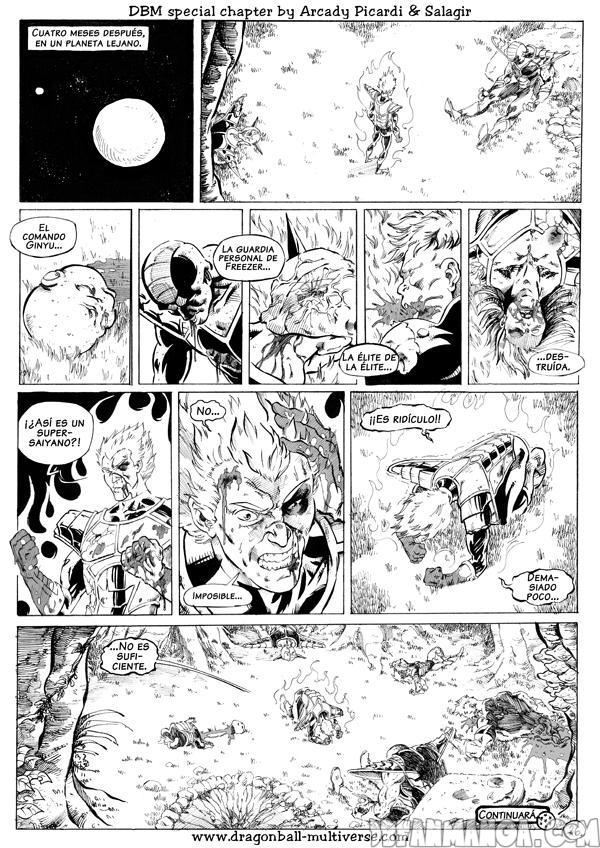 DBM special chapter by Arcady Picardi & Salagir
CUATRO MESES DESPUÉS,
EN UN PLANETA LEJANO.
EL
COMANDO
GINYU...
LA GUARDIA
PERSONAL DE
FREEZER...
LA ÉLITE DE
LA ÉLITE...
...DES-
TRUÍDA.
¡¿ASÍ ES UN
SUPER-
SAIYANO?!
NO...
IMPOSIBLE...
¡¡ES RIDÍCULO!!
DEMA-
SIADO
POCO...
...NO ES
SUFI-
CIENTE.
CONTINUARÁ
www.dragonball-multiverse.com